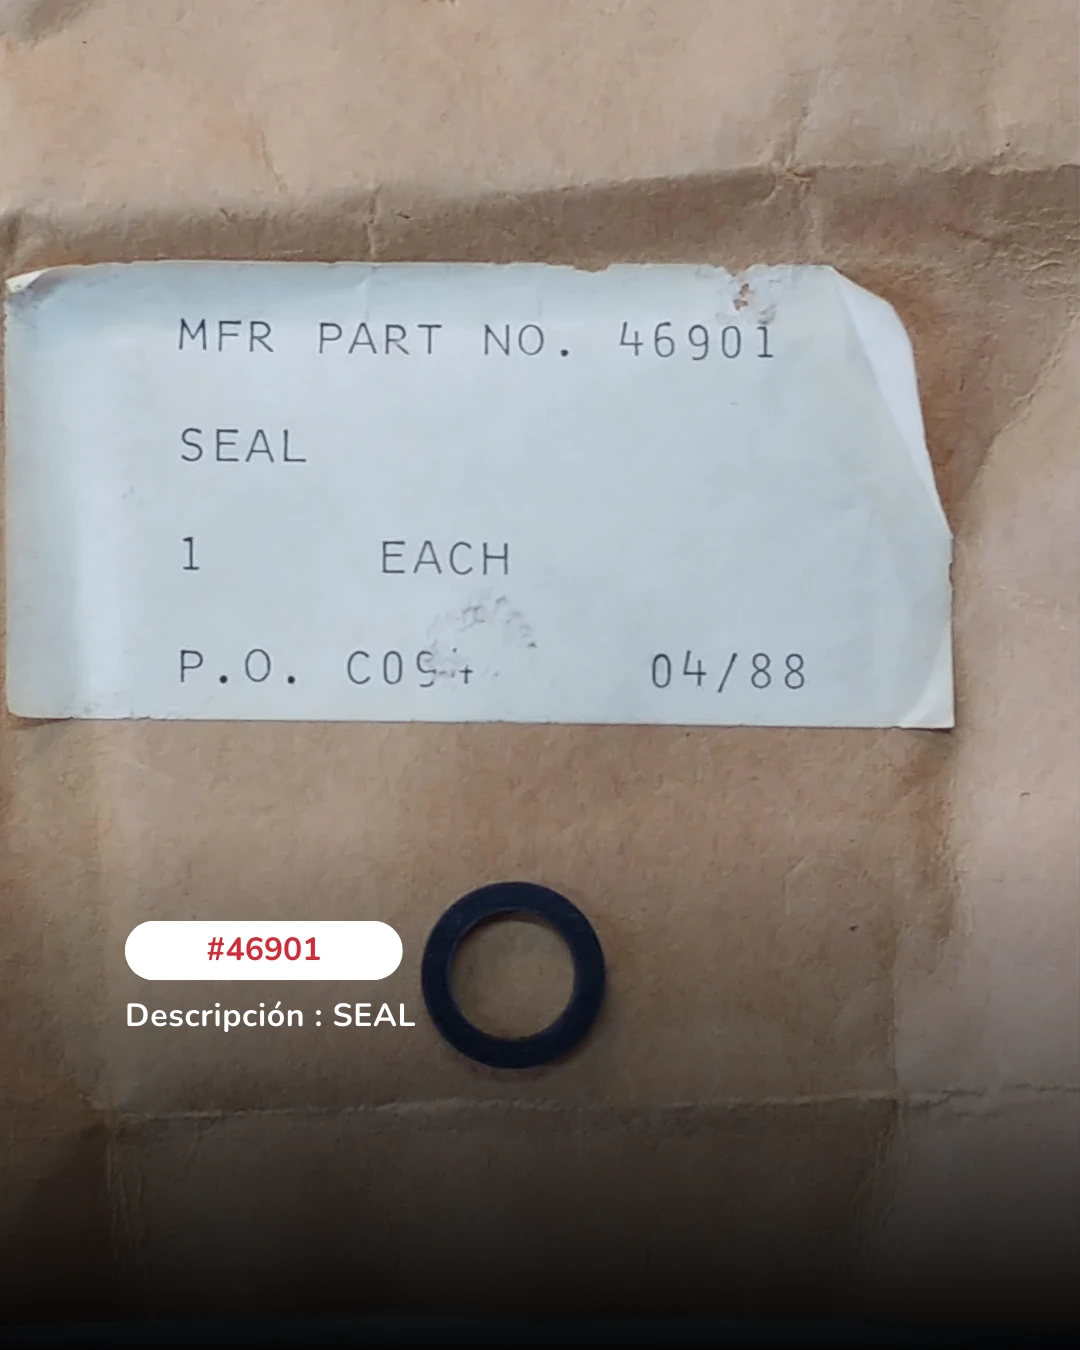 MFR PART NO. 46901
SEAL
1 EACH
P.O. 04/88
#46901
Descripción : SEAL